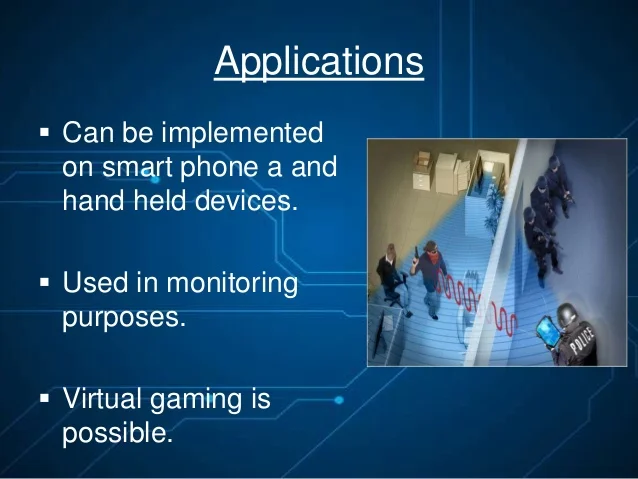 Applications
▪ Can be implemented
on smart phone a and
hand held devices.
▪ Used in monitoring
purposes.
▪ Virtual gaming is
possible.
POLICE